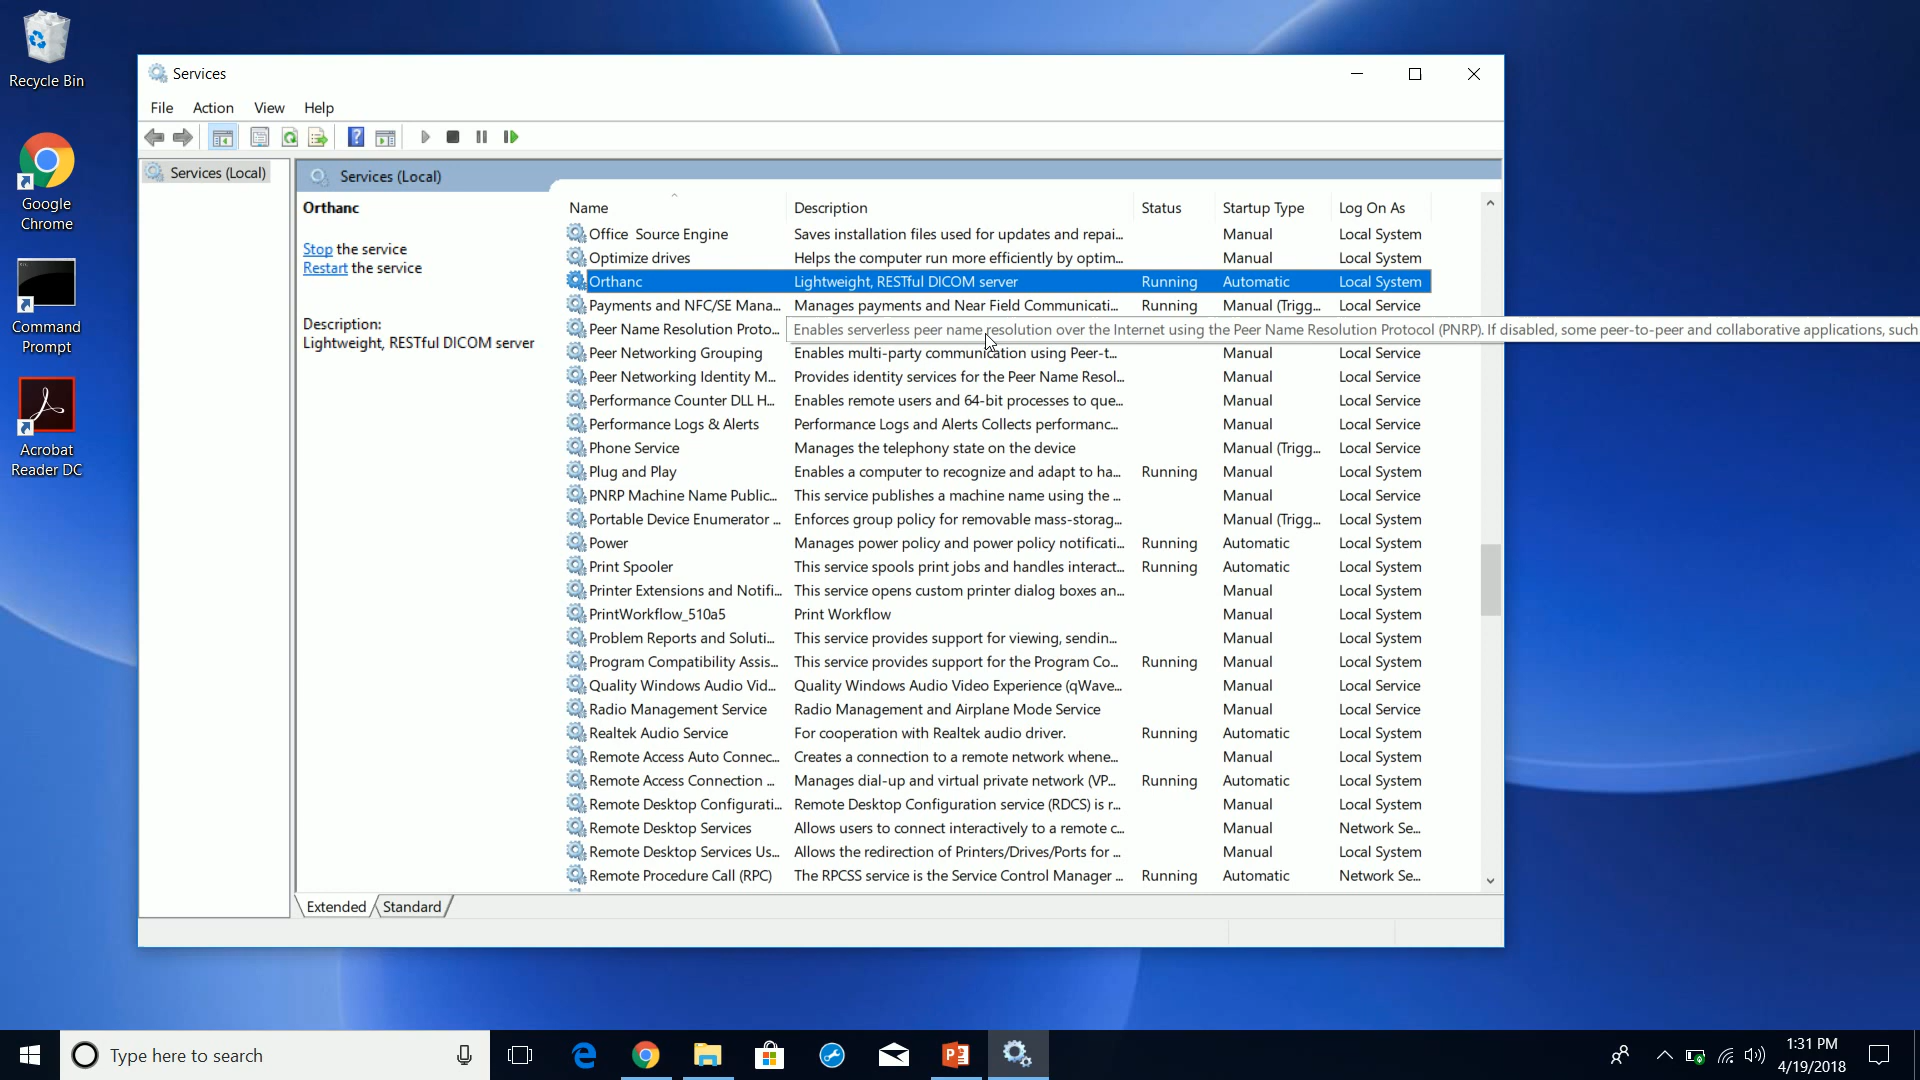 Recycle Bin
Google
Chrome
Command
Prompt
Acrobat
Reader DC
Services
File Action View Help
Services (Local)
Services (Local)
Orthanc
Stop the service
Restart the service
Description:
Lightweight, RESTful DICOM server
Name Description Status Startup Type Log On As
Office Source Engine Saves installation files used for updates and repai... Manual Local System
Optimize drives Helps the computer run more efficiently by optim... Manual Local System
Orthanc Lightweight, RESTful DICOM server Running Automatic Local System
Payments and NFC/SE Mana... Manages payments and Near Field Communicati... Running Manual (Trigg... Local Service
Peer Name Resolution Proto... Enables serverless peer name resolution over the Internet using the Peer Name Resolution Protocol (PNRP). If disabled, some peer-to-peer and collaborative applications, such
Peer Networking Grouping Enables multi-party communication using Peer-t... Manual Local Service
Peer Networking Identity M... Provides identity services for the Peer Name Resol... Manual Local Service
Performance Counter DLL H... Enables remote users and 64-bit processes to que... Manual Local Service
Performance Logs & Alerts Performance Logs and Alerts Collects performanc... Manual Local Service
Phone Service Manages the telephony state on the device Manual (Trigg... Local Service
Plug and Play Enables a computer to recognize and adapt to ha... Running Manual Local System
PNRP Machine Name Public... This service publishes a machine name using the ... Manual Local Service
Portable Device Enumerator ... Enforces group policy for removable mass-storag... Manual (Trigg... Local System
Power Manages power policy and power policy notificati... Running Automatic Local System
Print Spooler This service spools print jobs and handles interact... Running Automatic Local System
Printer Extensions and Notifi... This service opens custom printer dialog boxes an... Manual Local System
PrintWorkflow_510a5 Print Workflow Manual Local System
Problem Reports and Soluti... This service provides support for viewing, sendin... Manual Local System
Program Compatibility Assis... This service provides support for the Program Co... Running Manual Local System
Quality Windows Audio Vid... Quality Windows Audio Video Experience (qWave... Manual Local Service
Radio Management Service Radio Management and Airplane Mode Service Manual Local Service
Realtek Audio Service For cooperation with Realtek audio driver. Running Automatic Local System
Remote Access Auto Connec... Creates a connection to a remote network whene... Manual Local System
Remote Access Connection ... Manages dial-up and virtual private network (VP... Running Automatic Local System
Remote Desktop Configurati... Remote Desktop Configuration service (RDCS) is r... Manual Local System
Remote Desktop Services Allows users to connect interactively to a remote c... Manual Network Se...
Remote Desktop Services Us... Allows the redirection of Printers/Drives/Ports for ... Manual Local System
Remote Procedure Call (RPC) The RPCSS service is the Service Control Manager ... Running Automatic Network Se...
Extended Standard
Type here to search
1:31 PM
4/19/2018